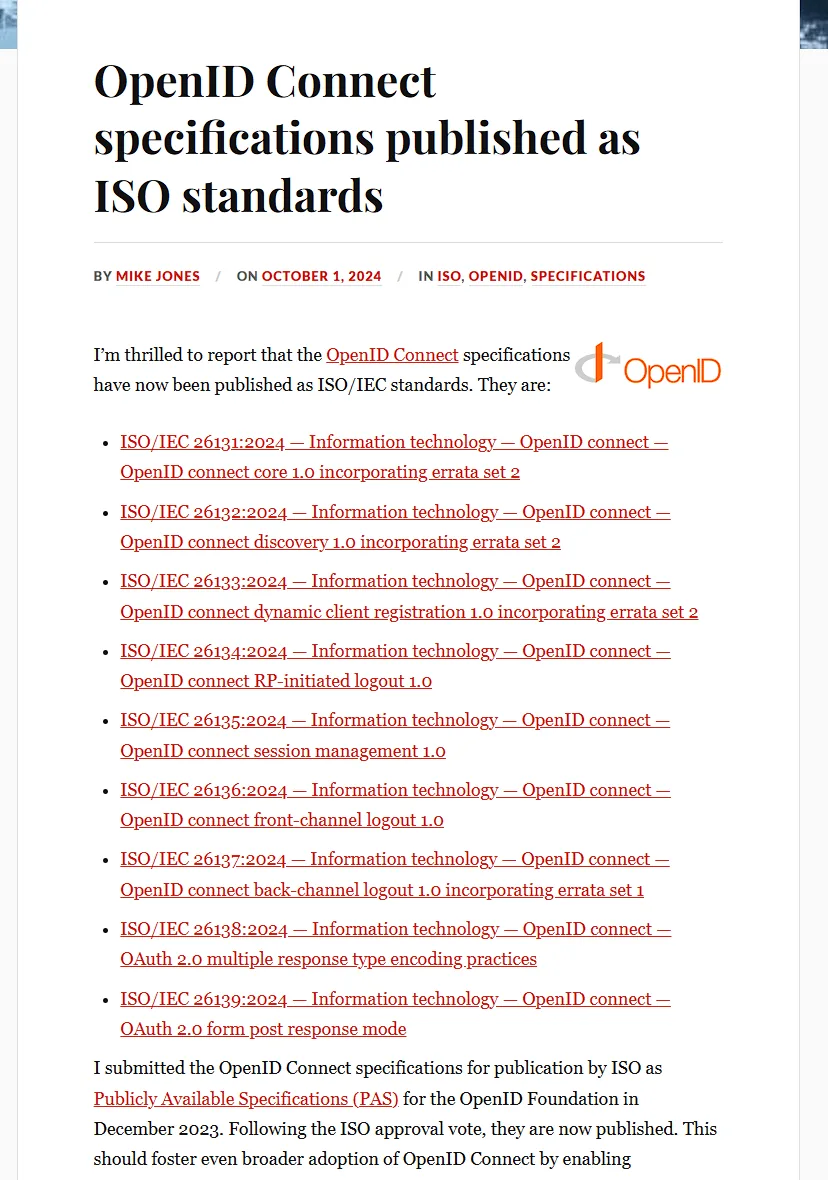 OpenID Connect
specifications published as
ISO standards
BY MIKE JONES / ON OCTOBER 1, 2024 / IN ISO, OPENID, SPECIFICATIONS
I’m thrilled to report that the OpenID Connect specifications
have now been published as ISO/IEC standards. They are:
OpenID
• ISO/IEC 26131:2024 — Information technology — OpenID connect —
OpenID connect core 1.0 incorporating errata set 2
• ISO/IEC 26132:2024 — Information technology — OpenID connect —
OpenID connect discovery 1.0 incorporating errata set 2
• ISO/IEC 26133:2024 — Information technology — OpenID connect —
OpenID connect dynamic client registration 1.0 incorporating errata set 2
• ISO/IEC 26134:2024 — Information technology — OpenID connect —
OpenID connect RP-initiated logout 1.0
• ISO/IEC 26135:2024 — Information technology — OpenID connect —
OpenID connect session management 1.0
• ISO/IEC 26136:2024 — Information technology — OpenID connect —
OpenID connect front-channel logout 1.0
• ISO/IEC 26137:2024 — Information technology — OpenID connect —
OpenID connect back-channel logout 1.0 incorporating errata set 1
• ISO/IEC 26138:2024 — Information technology — OpenID connect —
OAuth 2.0 multiple response type encoding practices
• ISO/IEC 26139:2024 — Information technology — OpenID connect —
OAuth 2.0 form post response mode
I submitted the OpenID Connect specifications for publication by ISO as
Publicly Available Specifications (PAS) for the OpenID Foundation in
December 2023. Following the ISO approval vote, they are now published. This
should foster even broader adoption of OpenID Connect by enabling